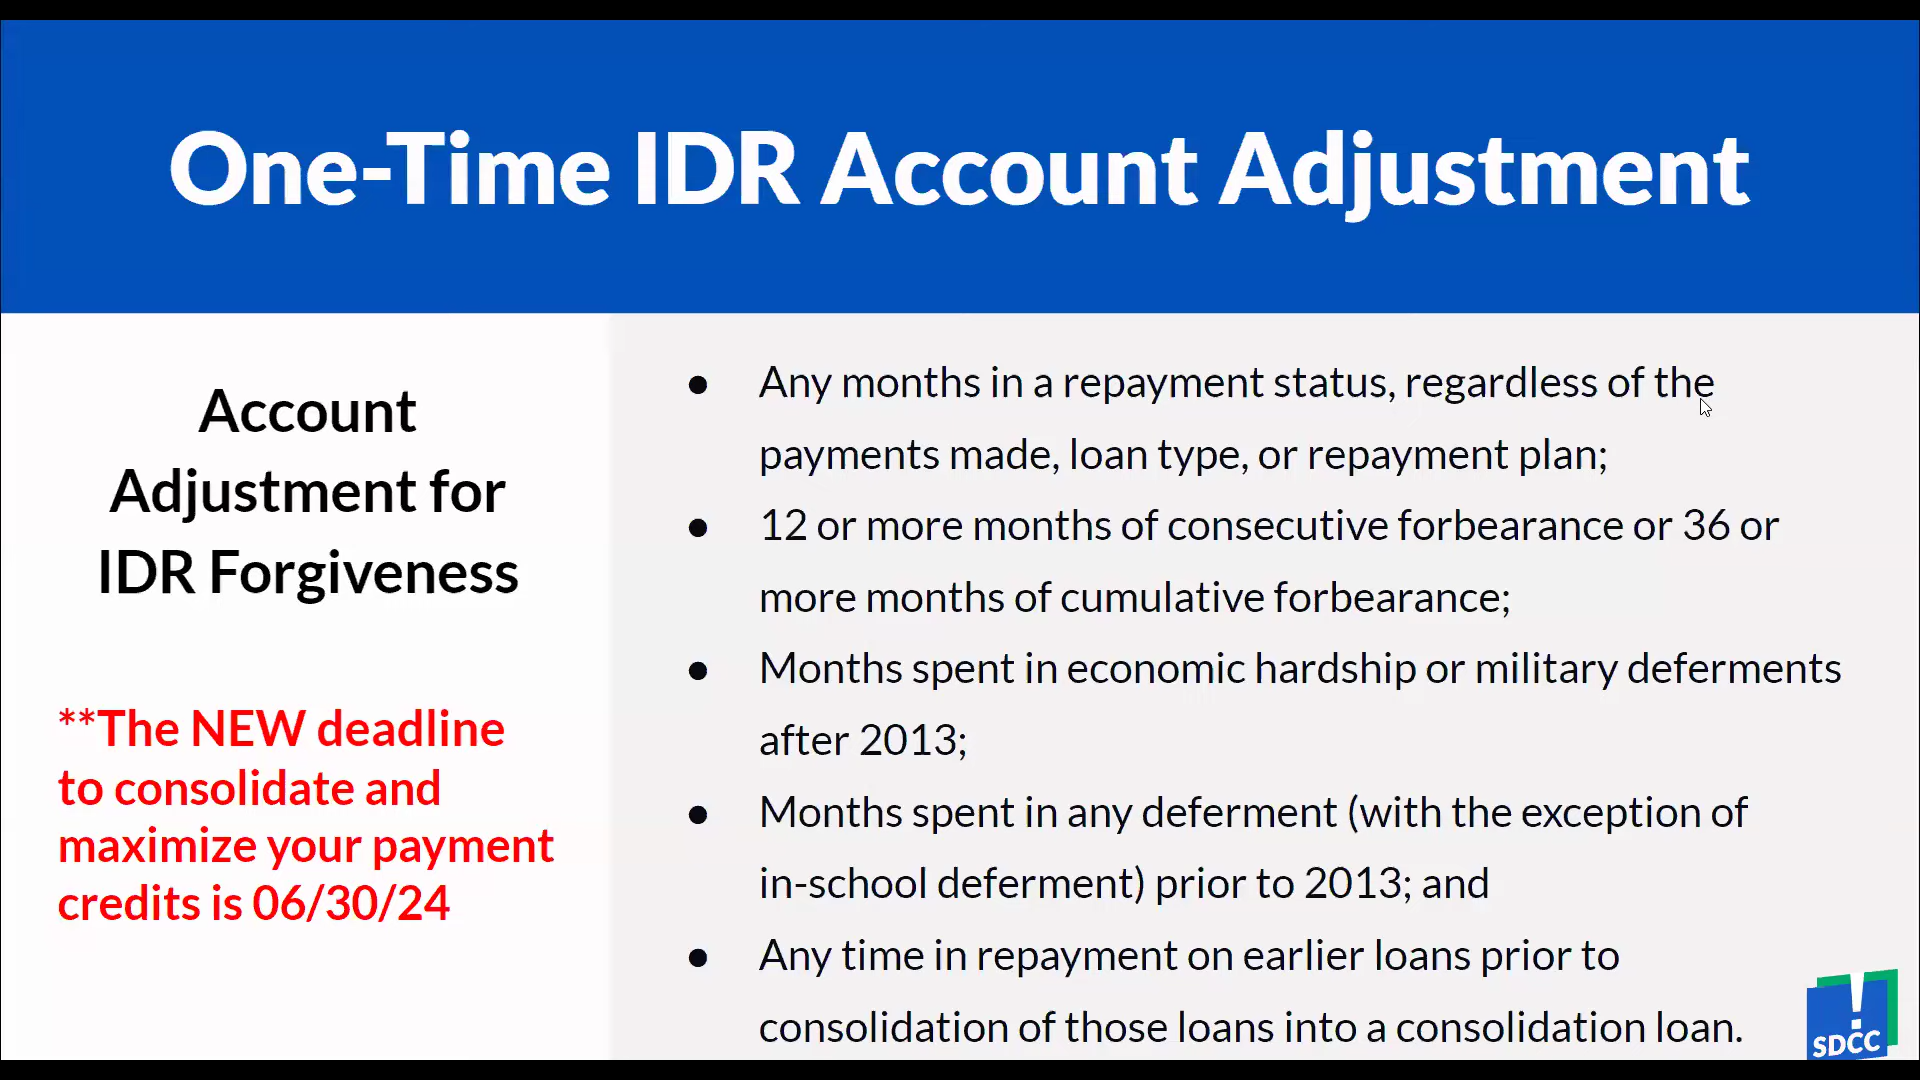 One-Time IDR Account Adjustment
Account
Adjustment for
IDR Forgiveness
**The NEW deadline
to consolidate and
maximize your payment
credits is 06/30/24
● Any months in a repayment status, regardless of the
payments made, loan type, or repayment plan;
● 12 or more months of consecutive forbearance or 36 or
more months of cumulative forbearance;
● Months spent in economic hardship or military deferments
after 2013;
● Months spent in any deferment (with the exception of
in-school deferment) prior to 2013; and
● Any time in repayment on earlier loans prior to
consolidation of those loans into a consolidation loan.
!
SDCC